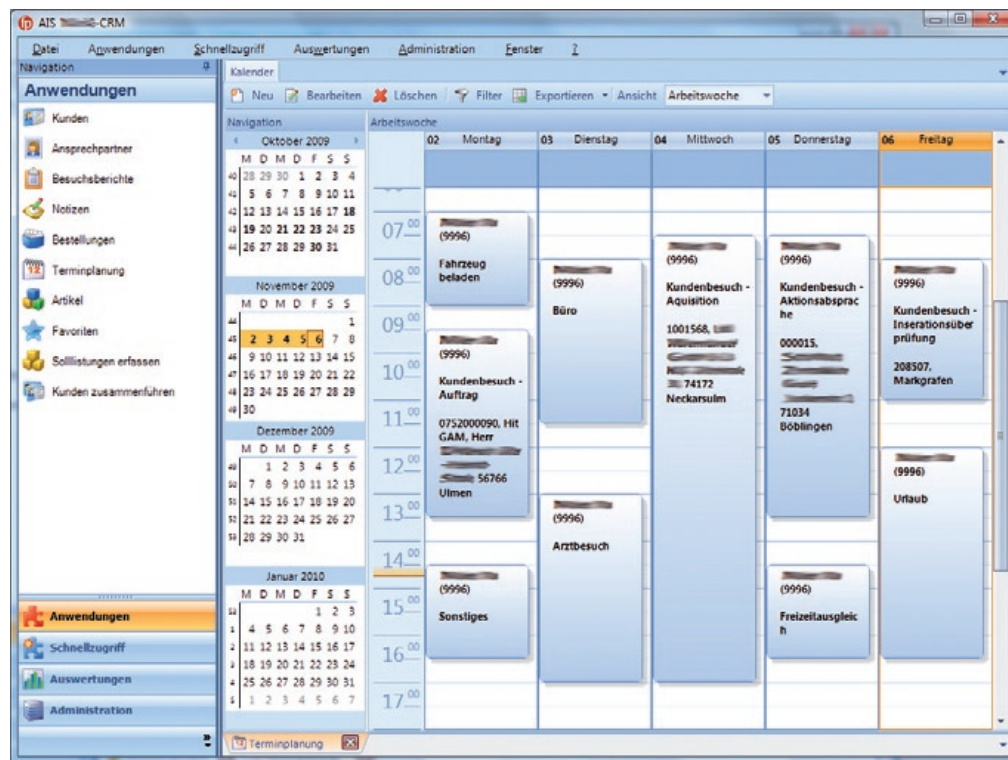 AIS CRM
Datei Anwendungen Schnellzugriff Auswertungen Administration Fenster ?
Navigation
Anwendungen
Kunden
Ansprechpartner
Besuchsberichte
Notizen
Bestellungen
Terminplanung
Artikel
Favoriten
Solllistungen erfassen
Kunden zusammenführen
Anwendungen
Schnellzugriff
Auswertungen
Administration
Kalender
Neu Bearbeiten Löschen Filter Exportieren Ansicht Arbeitswoche
Navigation
Oktober 2009
M D M D F S S
40 28 29 30 1 2 3 4
41 5 6 7 8 9 10 11
42 12 13 14 15 16 17 18
43 19 20 21 22 23 24 25
44 26 27 28 29 30 31
November 2009
M D M D F S S
44 1
45 2 3 4 5 6 7 8
46 9 10 11 12 13 14 15
47 16 17 18 19 20 21 22
48 23 24 25 26 27 28 29
49 30
Dezember 2009
M D M D F S S
49 1 2 3 4 5 6
50 7 8 9 10 11 12 13
51 14 15 16 17 18 19 20
52 21 22 23 24 25 26 27
53 28 29 30 31
Januar 2010
M D M D F S S
53 1 2 3
1 4 5 6 7 8 9 10
2 11 12 13 14 15 16 17
3 18 19 20 21 22 23 24
4 25 26 27 28 29 30 31
5 1 2 3 4 5 6 7
Arbeitswoche
02 Montag 03 Dienstag 04 Mittwoch 05 Donnerstag 06 Freitag
07 00
08 00
09 00
10 00
11 00
12 00
13 00
14 00
15 00
16 00
17 00
(9996)
Fahrzeug
beladen
(9996)
Kundenbesuch -
Auftrag
0752000090, Hit
GAM, Herr
56766
Ulmen
(9996)
Sonstiges
(9996)
Büro
(9996)
Arztbesuch
(9996)
Kundenbesuch -
Aquisition
1001568,
74172
Neckarsulm
(9996)
Kundenbesuch -
Aktionsabsprac
he
000015,
71034
Böblingen
(9996)
Freizeitausgleic
h
(9996)
Kundenbesuch -
Inserationsüber
prüfung
208507,
Markgrafen
(9996)
Urlaub
Terminplanung